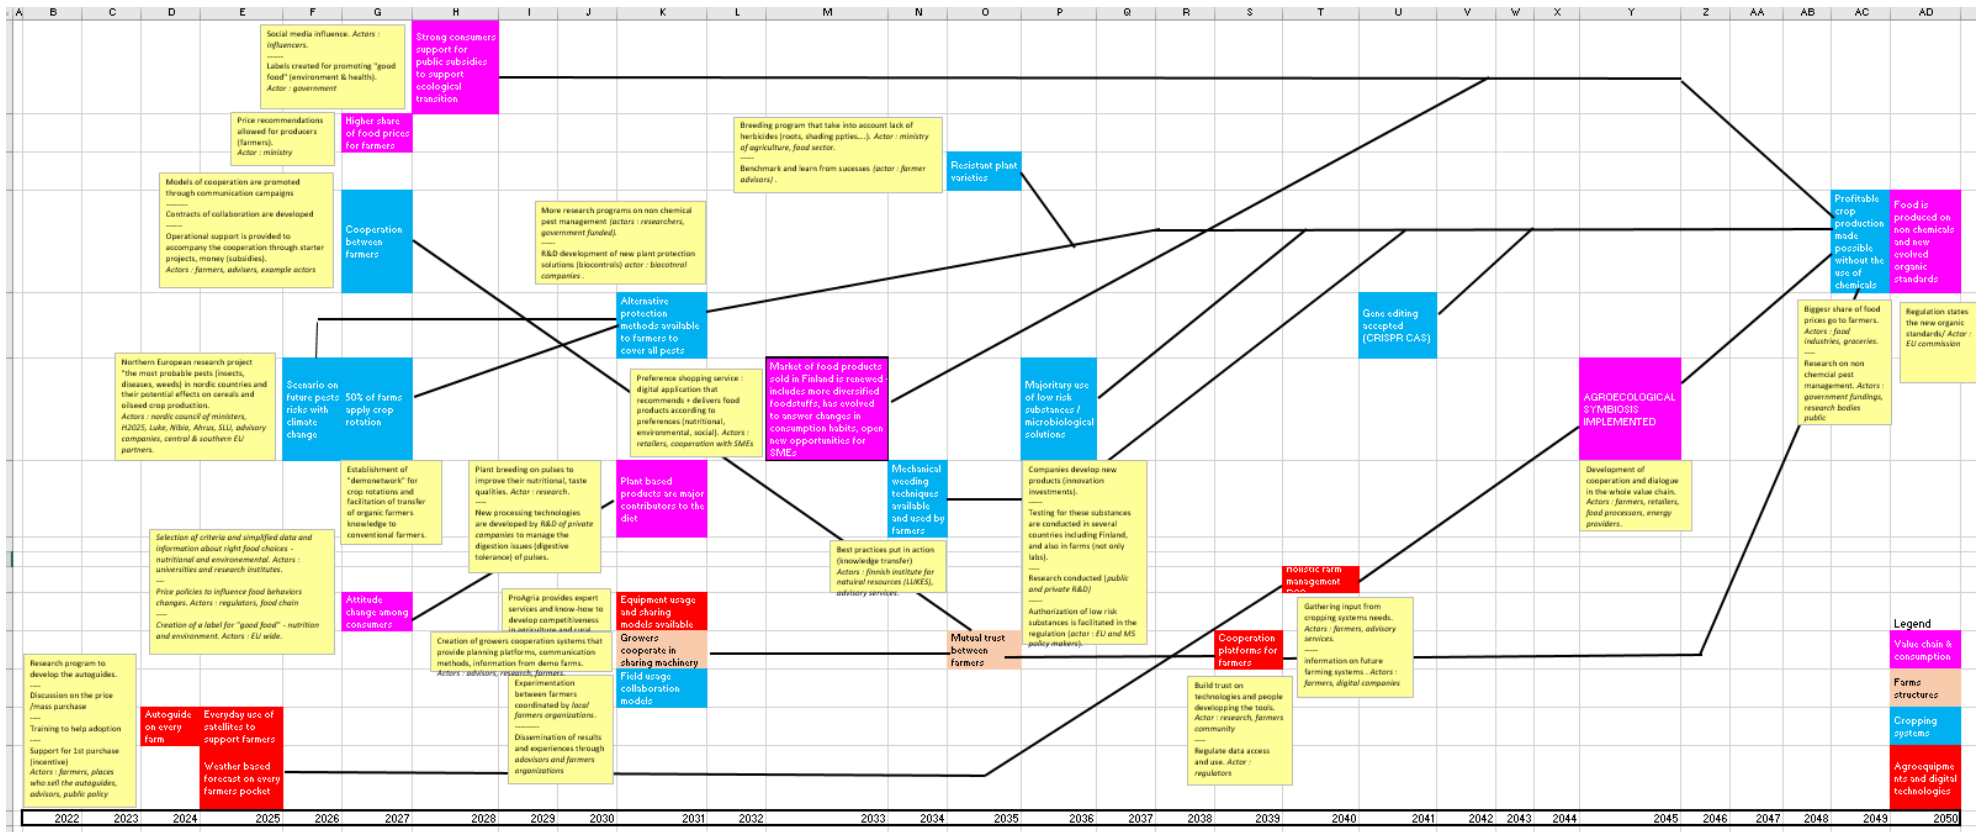 A B C D E F G H I J K L M N O P Q R S T U V W X Y Z AA AB AC AD
Social media influence. Actors :
influencers.
------
Labels created for promoting "good
food" (environment & health).
Actor : government
Strong consumers
support for
public subsidies
to support
ecological
transition
Price recommendations
allowed for producers
(farmers).
Actor : ministry
Higher share
of food prices
for farmers
Breeding program that take into account lack of
herbicides (roots, shading ppties...). Actor : ministry
of agriculture, food sector.
-----
Benchmark and learn from sucesses (actor : farmer
advisors) .
Resistant plant
varieties
Models of cooperation are promoted
through communication campaigns
--------
Contracts of collaboration are developed
------
Operational support is provided to
accompany the cooperation through starter
projects, money (subsidies).
Actors : farmers, advisers, example actors
Cooperation
between
farmers
More research programs on non chemical
pest management (actors : researchers,
government funded).
-----
R&D development of new plant protection
solutions (biocontrols) actor : biocotnral
companies .
Profitable
crop
production
made
possible
without the
use of
chemicals
Food is
produced on
non chemicals
and new
evolved
organic
standards
Alternative
protection
methods available
to farmers to
cover all pests
Gene editing
accepted
(CRISPR CAS)
Biggest share of food
prices go to farmers.
Actors : food
industries, groceries.
----
Research on non
chemcial pest
management. Actors :
government fundings,
research bodies
public
Regulation states
the new organic
standards/ Actor :
EU commission
Northern European research project
"the most probable pests (insects,
diseases, weeds) in nordic countries and
their potential effects on cereals and
oilseed crop production.
Actors : nordic council of ministers,
H2025, Luke, Nibio, Ahrus, SLU, advisory
companies, central & southern EU
partners.
Scenario on
future pests
risks with
climate
change
50% of farms
apply crop
rotation
Preference shopping service :
digital application that
recommends + delivers food
products according to
preferences (nutritional,
environmental, social). Actors :
retailers, cooperation with SMEs
Market of food products
sold in Finland is renewed -
includes more diversified
foodstuffs, has evolved
to answer changes in
consumption habits, open
new opportunities for
SMEs
Majoritary use
of low risk
substances /
microbiological
solutions
AGROECOLOGICAL
SYMBIOSIS
IMPLEMENTED
Establishment of
"demonetwork" for
crop rotations and
facilitation of transfer
of organic farmers
knowledge to
conventional farmers.
Plant breeding on pulses to
improve their nutritional, taste
qualities. Actor : research.
----
New processing technologies
are developed by R&D of private
companies to manage the
digestion issues (digestive
tolerance) of pulses.
Plant based
products are major
contributors to the
diet
Mechanical
weeding
techniques
available
and used by
farmers
Companies develop new
products (innovation
investments).
-----
Testing for these substances
are conducted in several
countries including Finland,
and also in farms (not only
labs).
----
Research conducted (public
and private R&D)
-----
Authorization of low risk
substances is facilitated in the
regulation (actor : EU and MS
policy makers).
Development of
cooperation and dialogue
in the whole value chain.
Actors : farmers, retailers,
food processors, energy
providers.
Selection of criteria and simplified data and
information about right food choices -
nutritional and environemental. Actors :
universities and research institutes.
---
Price policies to influence food behaviors
changes. Actors : regulators, food chain
----
Creation of a label for "good food" - nutrition
and environment. Actors : EU wide.
Best practices put in action
(knowledge transfer)
Actors : finnish institute for
natuiral resources (LUKES),
advisory services.
Attitude
change among
consumers
ProAgria provides expert
services and know-how to
develop competitiveness
in agriculture and rural
Equipment usage
and sharing
models available
Holistic farm
management
Gathering input from
cropping systems needs.
Actors : farmers, advisory
services.
-----
information on future
farming systems . Actors :
farmers, digital companies
Creation of growers cooperation systems that
provide planning platforms, communication
methods, information from demo farms.
Actors : advisors, research, farmers.
Growers
cooperate in
sharing machinery
Mutual trust
between
farmers
Cooperation
platforms for
farmers
Legend
Value chain &
consumption
Farms
structures
Cropping
systems
Agroequipme
nts and digital
technologies
Research program to
develop the autoguides.
----
Discussion on the price
/mass purchase
----
Training to help adoption
----
Support for 1st purchase
(incentive)
Actors : farmers, places
who sell the autoguides,
advisors, public policy
Field usage
collaboration
models
Experimentation
between farmers
coordinated by local
farmers organizations.
---------
Dissemination of results
and experiences through
adavisors and farmers
organizations
Build trust on
technologies and people
developping the tools.
Actor : research, farmers
community
----
Regulate data access
and use. Actor :
regulators
Autoguide
on every
farm
Everyday use of
satellites to
support farmers
Weather based
forecast on every
farmers pocket
2022 2023 2024 2025 2026 2027 2028 2029 2030 2031 2032 2033 2034 2035 2036 2037 2038 2039 2040 2041 2042 2043 2044 2045 2046 2047 2048 2049 2050